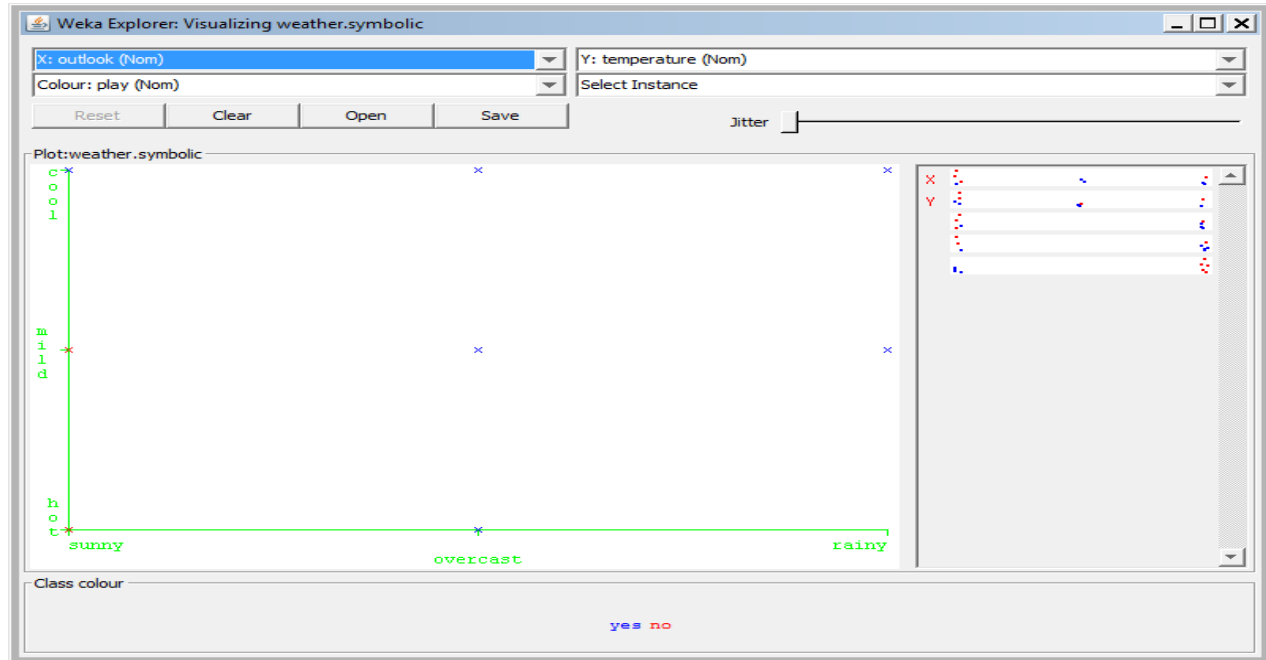 Weka Explorer: Visualizing weather.symbolic
X: outlook (Nom)
Y: temperature (Nom)
Colour: play (Nom)
Select Instance
Reset
Clear
Open
Save
Jitter
Plot:weather.symbolic
cool
mild
hot
sunny
overcast
rainy
X
Y
Class colour
yes no